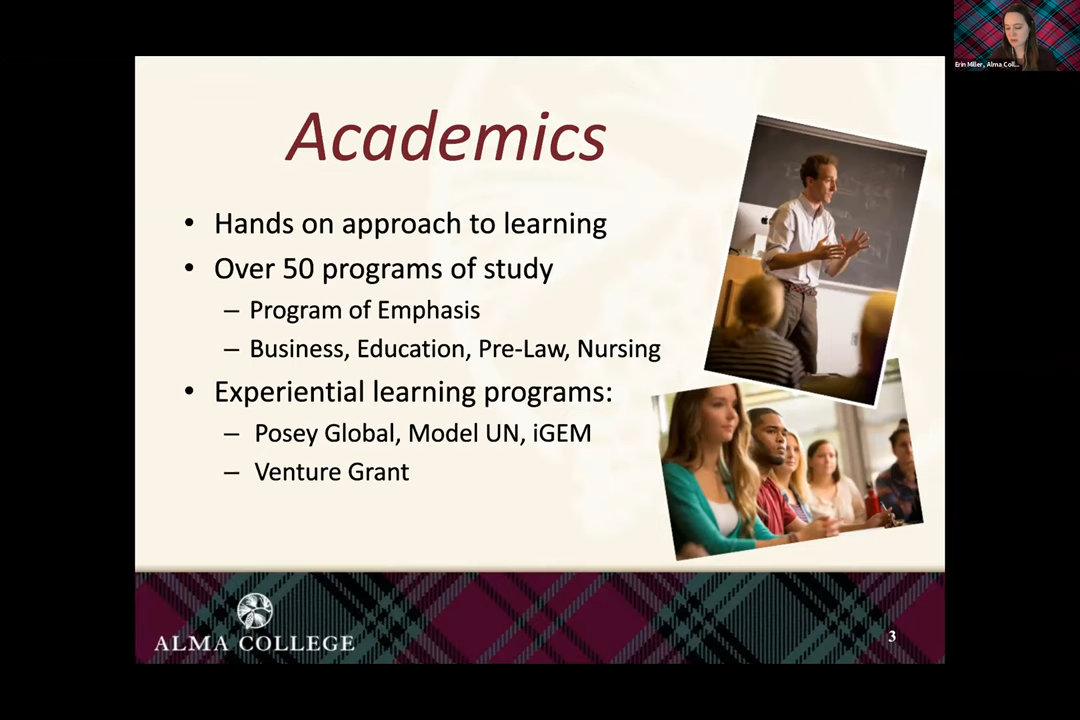 Erin Miller, Alma Coll...
Academics
• Hands on approach to learning
• Over 50 programs of study
– Program of Emphasis
– Business, Education, Pre-Law, Nursing
• Experiential learning programs:
– Posey Global, Model UN, iGEM
– Venture Grant
ALMA COLLEGE
3